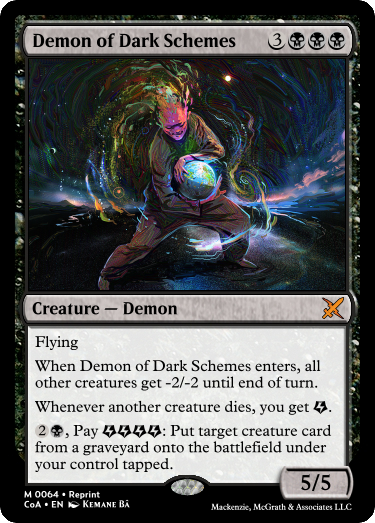 Demon of Dark Schemes 3
Creature — Demon
Flying
When Demon of Dark Schemes enters, all
other creatures get -2/-2 until end of turn.
Whenever another creature dies, you get .
2 , Pay : Put target creature card
from a graveyard onto the battlefield under
your control tapped.
5/5
M 0064 • Reprint
CoA • EN Kemane Bâ
Mackenzie, McGrath & Associates LLC